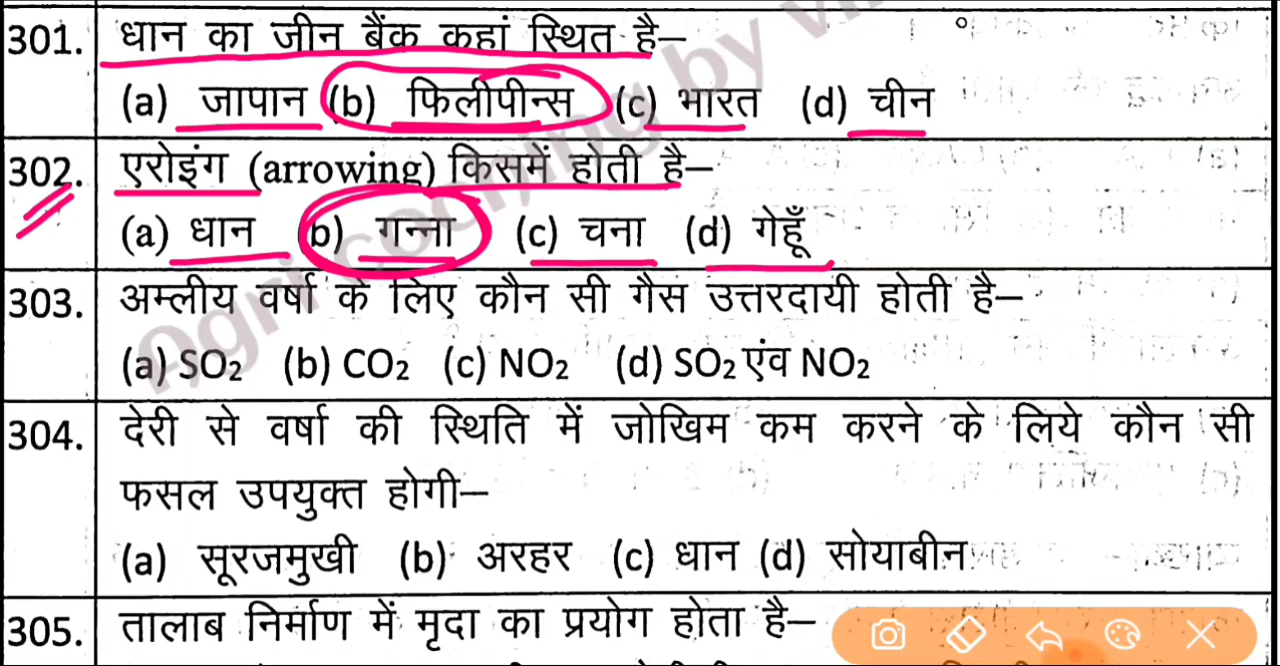 301. धान का जीन बैंक कहां स्थित है–
(a) जापान (b) फिलीपीन्स (c) भारत (d) चीन
302. एरोइंग (arrowing) किसमें होती है–
(a) धान (b) गन्ना (c) चना (d) गेहूँ
303. अम्लीय वर्षा के लिए कौन सी गैस उत्तरदायी होती है–
(a) SO₂ (b) CO₂ (c) NO₂ (d) SO₂ एंव NO₂
304. देरी से वर्षा की स्थिति में जोखिम कम करने के लिये कौन सी
फसल उपयुक्त होगी–
(a) सूरजमुखी (b) अरहर (c) धान (d) सोयाबीन
305. तालाब निर्माण में मृदा का प्रयोग होता है–